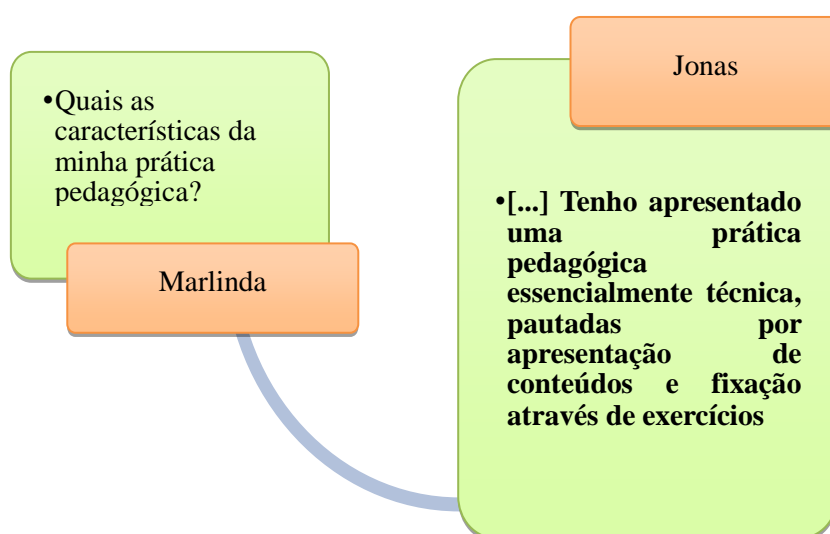 •Quais as
características da
minha prática
pedagógica?
Marlinda
Jonas
•[...] Tenho apresentado
uma prática
pedagógica
essencialmente técnica,
pautadas por
apresentação de
conteúdos e fixação
através de exercícios